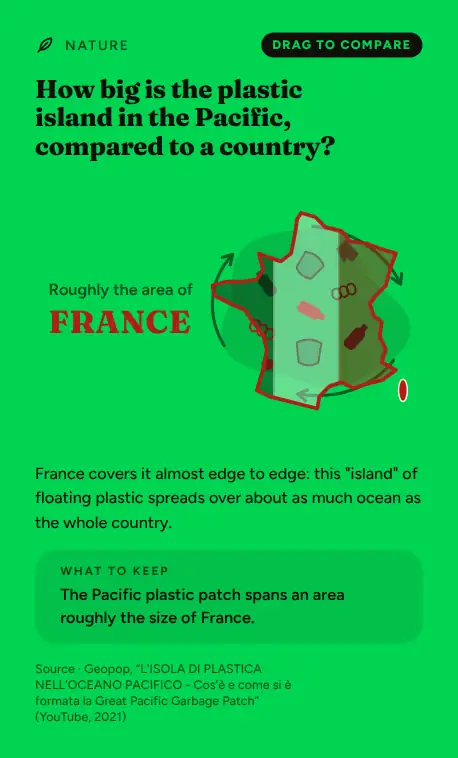 NATURE
DRAG TO COMPARE
How big is the plastic
island in the Pacific,
compared to a country?
Roughly the area of
FRANCE
France covers it almost edge to edge: this "island" of
floating plastic spreads over about as much ocean as
the whole country.
WHAT TO KEEP
The Pacific plastic patch spans an area
roughly the size of France.
Source · Geopop, “L’ISOLA DI PLASTICA
NELL’OCEANO PACIFICO - Cos’è e come si è
formata la Great Pacific Garbage Patch”
(YouTube, 2021)